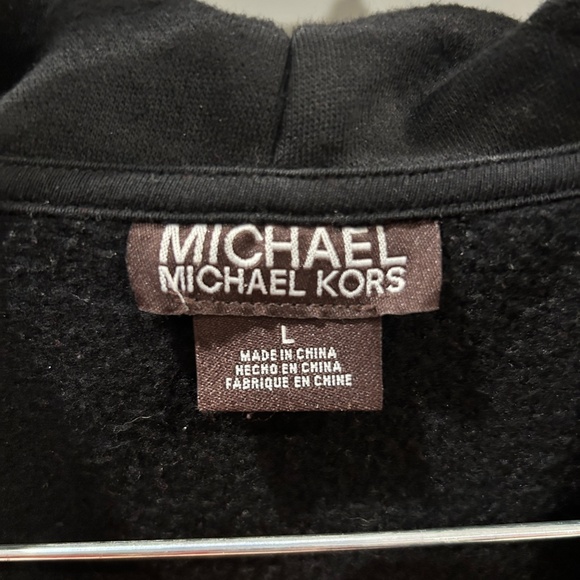 MICHAEL
MICHAEL KORS
L
MADE IN CHINA
HECHO EN CHINA
FABRIQUE EN CHINE